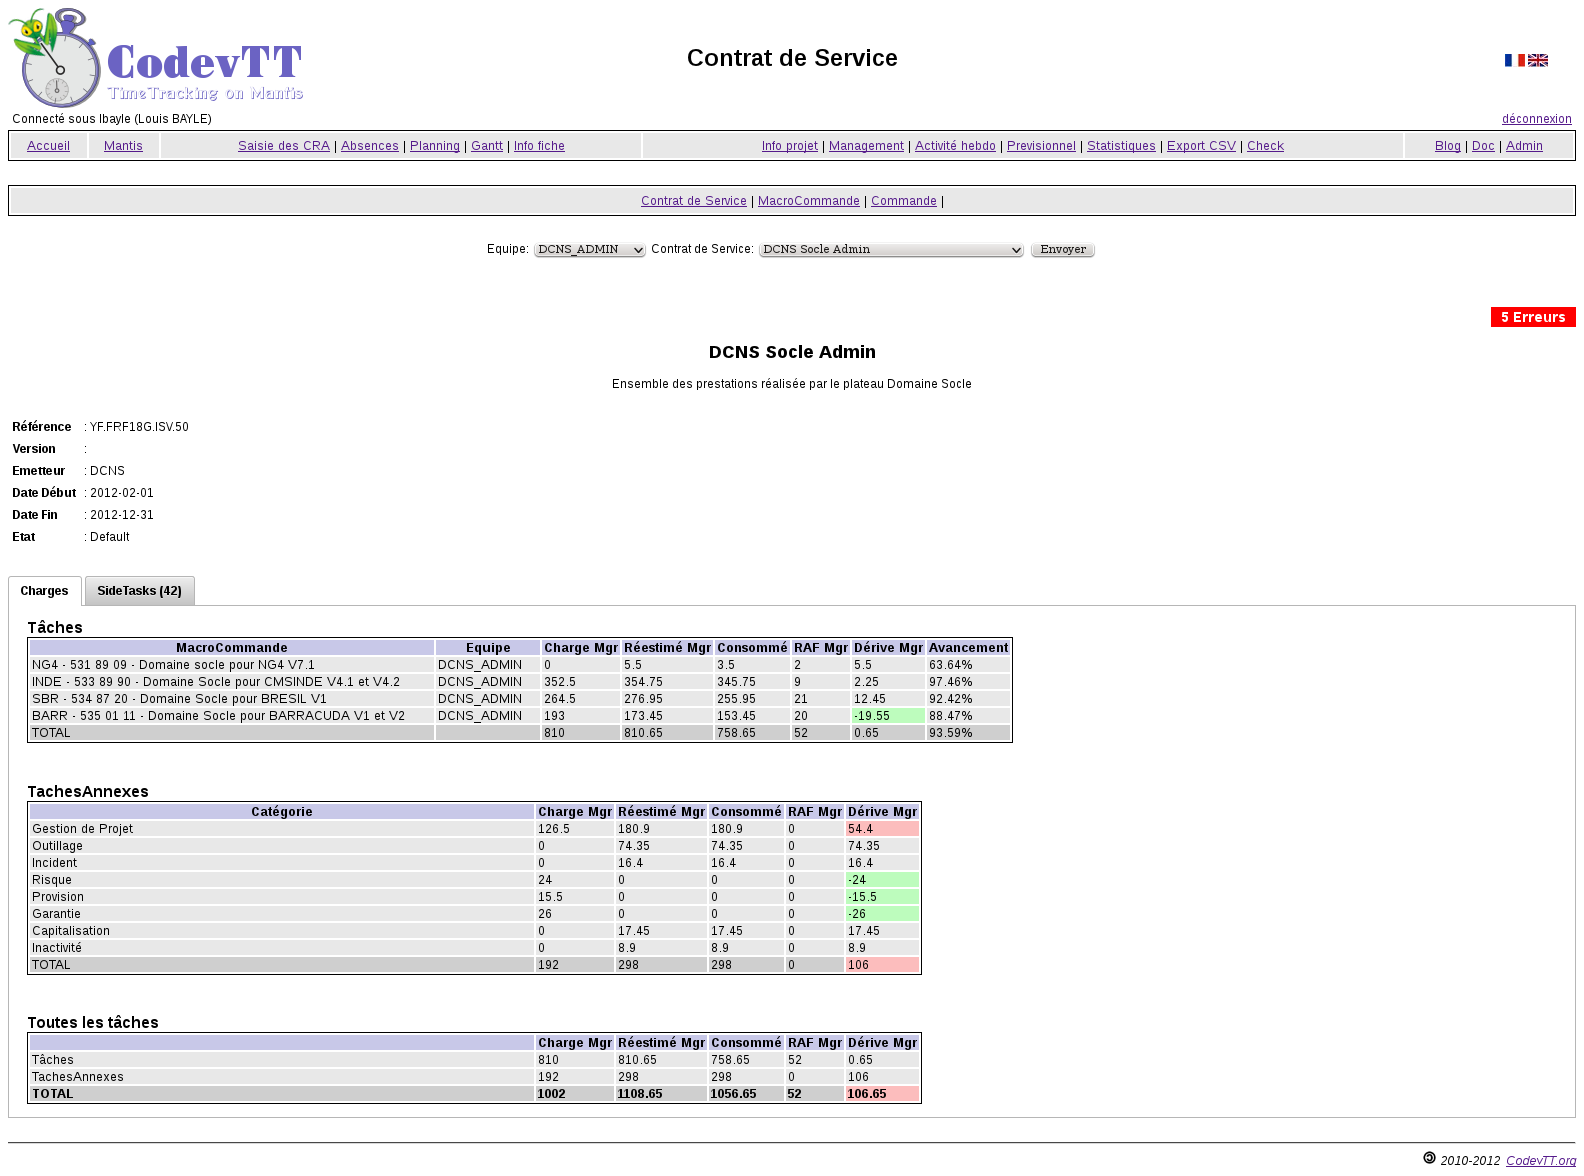 CodevTT
TimeTracking on Mantis
Contrat de Service
Connecté sous lbayle (Louis BAYLE)
déconnexion
Accueil Mantis Saisie des CRA | Absences | Planning | Gantt | Info fiche Info projet | Management | Activité hebdo | Previsionnel | Statistiques | Export CSV | Check Blog | Doc | Admin
Contrat de Service | MacroCommande | Commande |
Equipe: DCNS_ADMIN Contrat de Service: DCNS Socle Admin Envoyer
5 Erreurs
DCNS Socle Admin
Ensemble des prestations réalisée par le plateau Domaine Socle
Référence : YF.FRF18G.ISV.50
Version :
Emetteur : DCNS
Date Début : 2012-02-01
Date Fin : 2012-12-31
Etat : Default
Charges SideTasks (42)
Tâches
MacroCommande Equipe Charge Mgr Réestimé Mgr Consommé RAF Mgr Dérive Mgr Avancement
NG4 - 531 89 09 - Domaine socle pour NG4 V7.1 DCNS_ADMIN 0 5.5 3.5 2 5.5 63.64%
INDE - 533 89 90 - Domaine Socle pour CMSINDE V4.1 et V4.2 DCNS_ADMIN 352.5 354.75 345.75 9 2.25 97.46%
SBR - 534 87 20 - Domaine Socle pour BRESIL V1 DCNS_ADMIN 264.5 276.95 255.95 21 12.45 92.42%
BARR - 535 01 11 - Domaine Socle pour BARRACUDA V1 et V2 DCNS_ADMIN 193 173.45 153.45 20 -19.55 88.47%
TOTAL 810 810.65 758.65 52 0.65 93.59%
TachesAnnexes
Catégorie Charge Mgr Réestimé Mgr Consommé RAF Mgr Dérive Mgr
Gestion de Projet 126.5 180.9 180.9 0 54.4
Outillage 0 74.35 74.35 0 74.35
Incident 0 16.4 16.4 0 16.4
Risque 24 0 0 0 -24
Provision 15.5 0 0 0 -15.5
Garantie 26 0 0 0 -26
Capitalisation 0 17.45 17.45 0 17.45
Inactivité 0 8.9 8.9 0 8.9
TOTAL 192 298 298 0 106
Toutes les tâches
Charge Mgr Réestimé Mgr Consommé RAF Mgr Dérive Mgr
Tâches 810 810.65 758.65 52 0.65
TachesAnnexes 192 298 298 0 106
TOTAL 1002 1108.65 1056.65 52 106.65
© 2010-2012 CodevTT.org